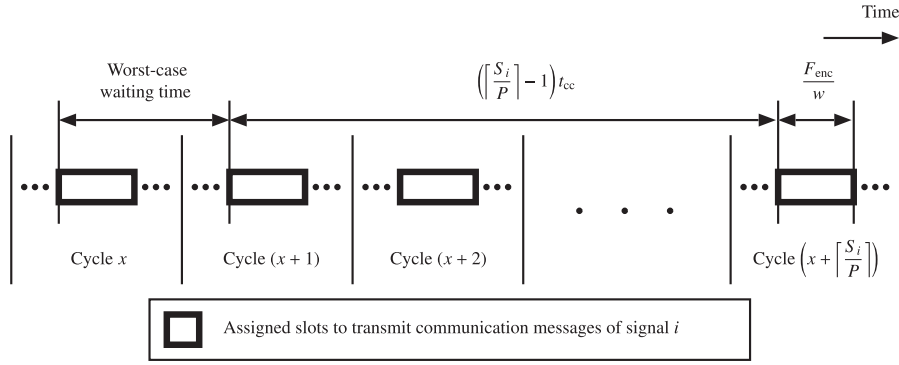 Time
Worst-case
waiting time
(⌈S_i/P⌉ − 1) t_cc
F_enc/w
Cycle x
Cycle (x + 1)
Cycle (x + 2)
. . .
Cycle (x + ⌈S_i/P⌉)
Assigned slots to transmit communication messages of signal i